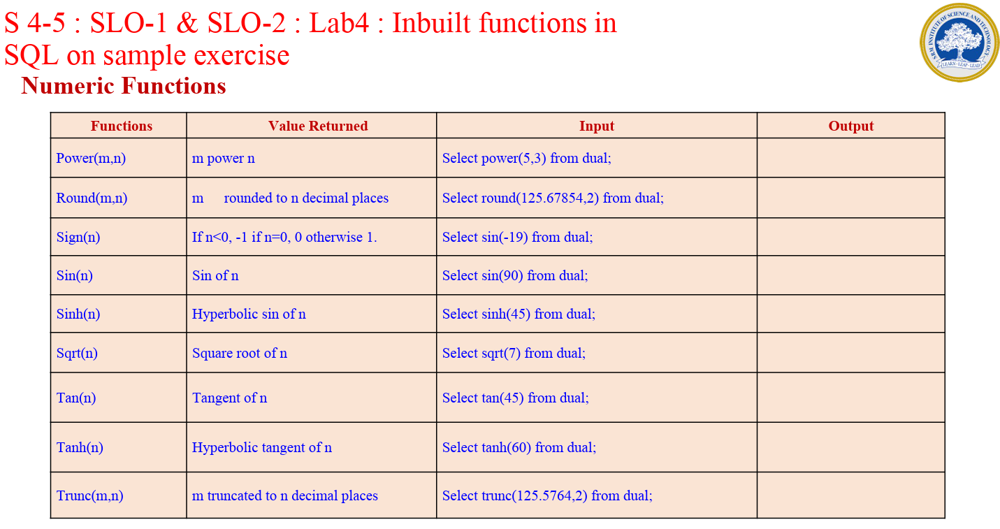 S 4-5 : SLO-1 & SLO-2 : Lab4 : Inbuilt functions in
SQL on sample exercise
SRM INSTITUTE OF SCIENCE AND TECHNOLOGY
LEARN - LEAP - LEAD
Numeric Functions
Functions Value Returned Input Output
Power(m,n) m power n Select power(5,3) from dual;
Round(m,n) m rounded to n decimal places Select round(125.67854,2) from dual;
Sign(n) If n<0, -1 if n=0, 0 otherwise 1. Select sin(-19) from dual;
Sin(n) Sin of n Select sin(90) from dual;
Sinh(n) Hyperbolic sin of n Select sinh(45) from dual;
Sqrt(n) Square root of n Select sqrt(7) from dual;
Tan(n) Tangent of n Select tan(45) from dual;
Tanh(n) Hyperbolic tangent of n Select tanh(60) from dual;
Trunc(m,n) m truncated to n decimal places Select trunc(125.5764,2) from dual;